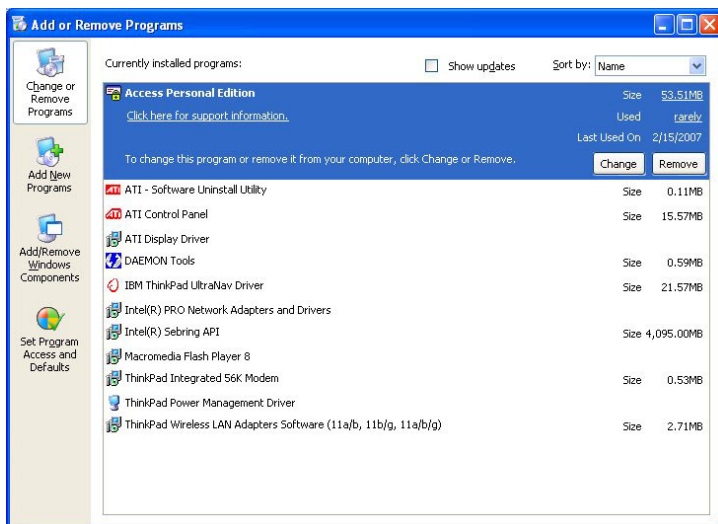 Add or Remove Programs
Change or
Remove
Programs
Add New
Programs
Add/Remove
Windows
Components
Set Program
Access and
Defaults
Currently installed programs:
Show updates
Sort by: Name
Access Personal Edition Size 53.51MB
Click here for support information. Used rarely
Last Used On 2/15/2007
To change this program or remove it from your computer, click Change or Remove. Change Remove
ATI - Software Uninstall Utility Size 0.11MB
ATI Control Panel Size 15.57MB
ATI Display Driver
DAEMON Tools Size 0.59MB
IBM ThinkPad UltraNav Driver Size 21.57MB
Intel(R) PRO Network Adapters and Drivers
Intel(R) Sebring API Size 4,095.00MB
Macromedia Flash Player 8
ThinkPad Integrated 56K Modem Size 0.53MB
ThinkPad Power Management Driver
ThinkPad Wireless LAN Adapters Software (11a/b, 11b/g, 11a/b/g) Size 2.71MB